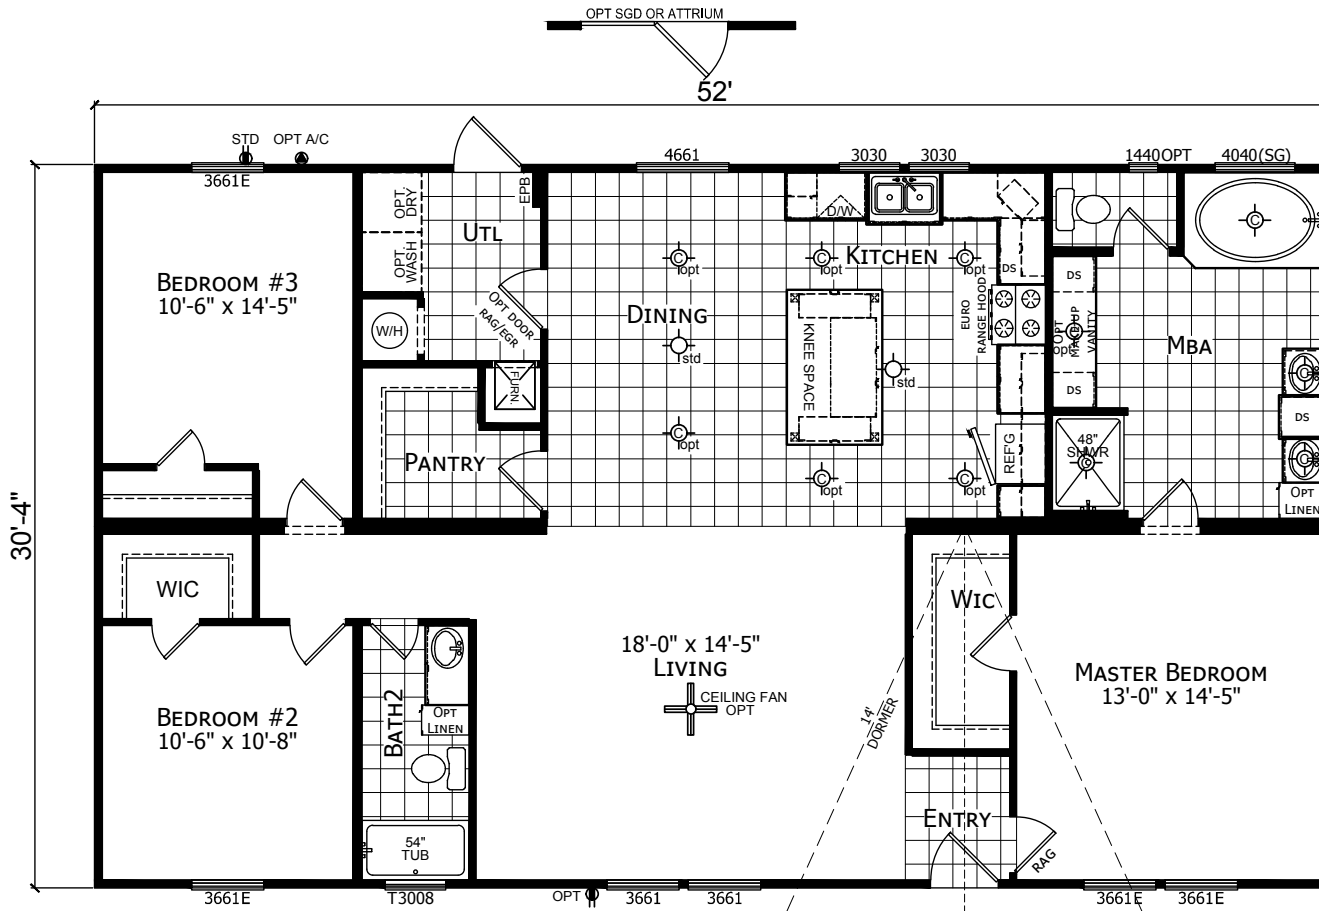 OPT SGD OR ATTRIUM
52'
STD
OPT A/C
3661E
4661
3030
3030
1440OPT
4040(SG)
OPT. DRY
OPT. WASH
EPB
UTL
D/W
KITCHEN
BEDROOM #3
10'-6" x 14'-5"
W/H
OPT DOOR
RAG/EGR
DINING
C
opt
C
opt
C
opt
DS
EURO
RANGE HOOD
DS
OPT
MAKEUP
VANITY
opt
DS
C
MBA
std
KNEE SPACE
std
FURN.
PANTRY
C
opt
C
opt
C
opt
REF'G
48"
SHWR
C
C
DS
C
OPT
LINEN
30'-4"
WIC
WIC
18'-0" x 14'-5"
LIVING
CEILING FAN
OPT
MASTER BEDROOM
13'-0" x 14'-5"
BEDROOM #2
10'-6" x 10'-8"
BATH2
OPT
LINEN
14'
DORMER
ENTRY
RAG
54"
TUB
3661E
T3008
OPT
3661
3661
3661E
3661E